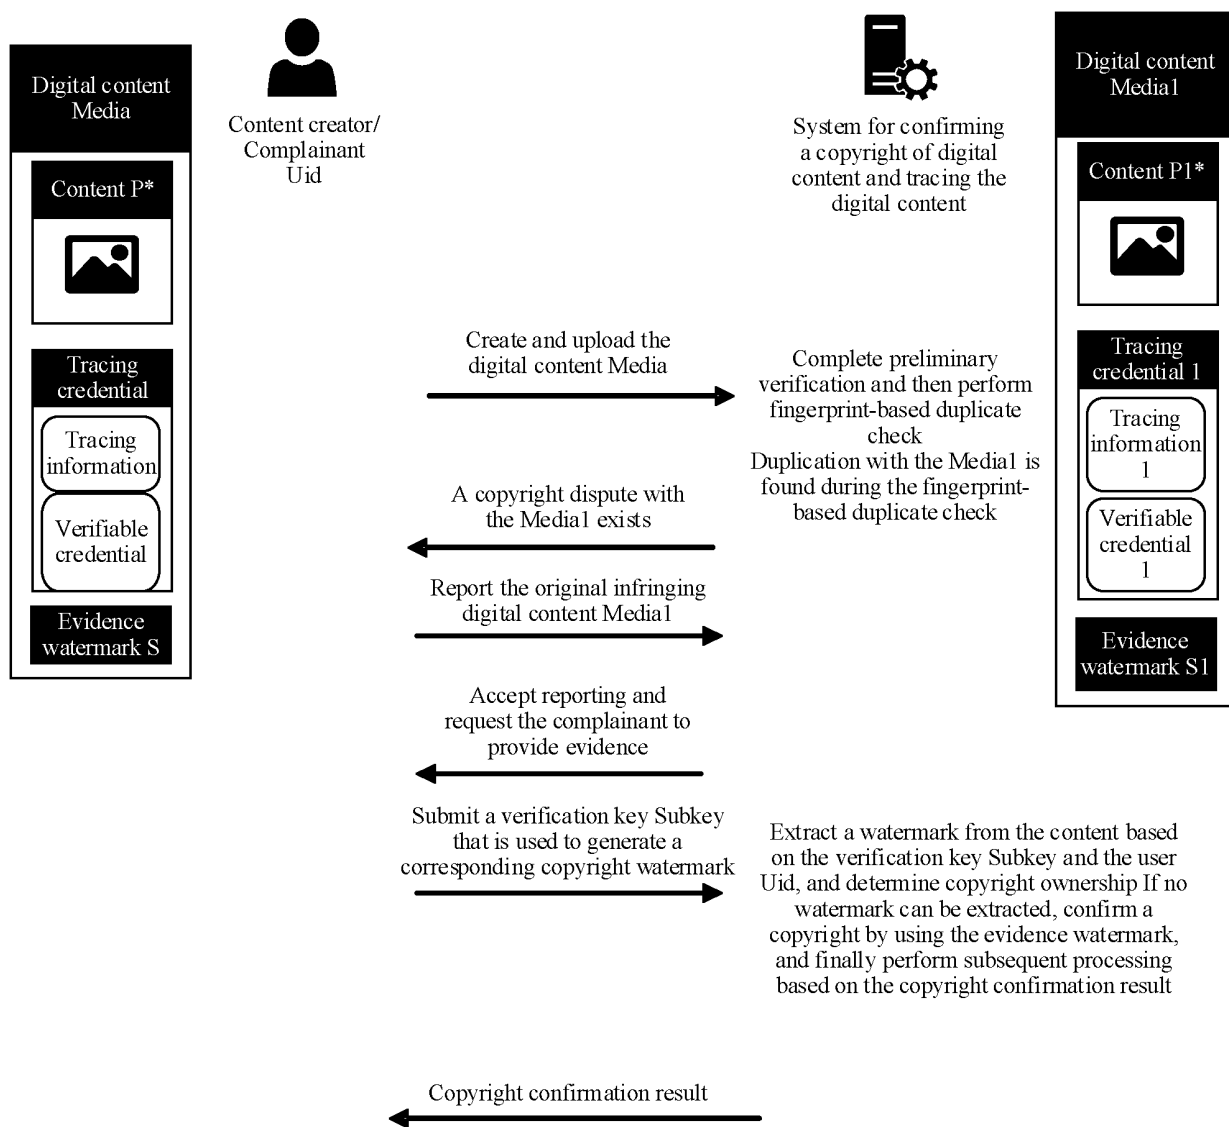 Digital content
Media
Content P*
Tracing
credential
Tracing
information
Verifiable
credential
Evidence
watermark S
Content creator/
Complainant
Uid
System for confirming
a copyright of digital
content and tracing the
digital content
Digital content
Media1
Content P1*
Tracing
credential 1
Tracing
information
1
Verifiable
credential
1
Evidence
watermark S1
Create and upload the
digital content Media
Complete preliminary
verification and then perform
fingerprint-based duplicate
check
Duplication with the Media1 is
found during the fingerprint-
based duplicate check
A copyright dispute with
the Media1 exists
Report the original infringing
digital content Media1
Accept reporting and
request the complainant to
provide evidence
Submit a verification key Subkey
that is used to generate a
corresponding copyright watermark
Extract a watermark from the content based
on the verification key Subkey and the user
Uid, and determine copyright ownership If no
watermark can be extracted, confirm a
copyright by using the evidence watermark,
and finally perform subsequent processing
based on the copyright confirmation result
Copyright confirmation result